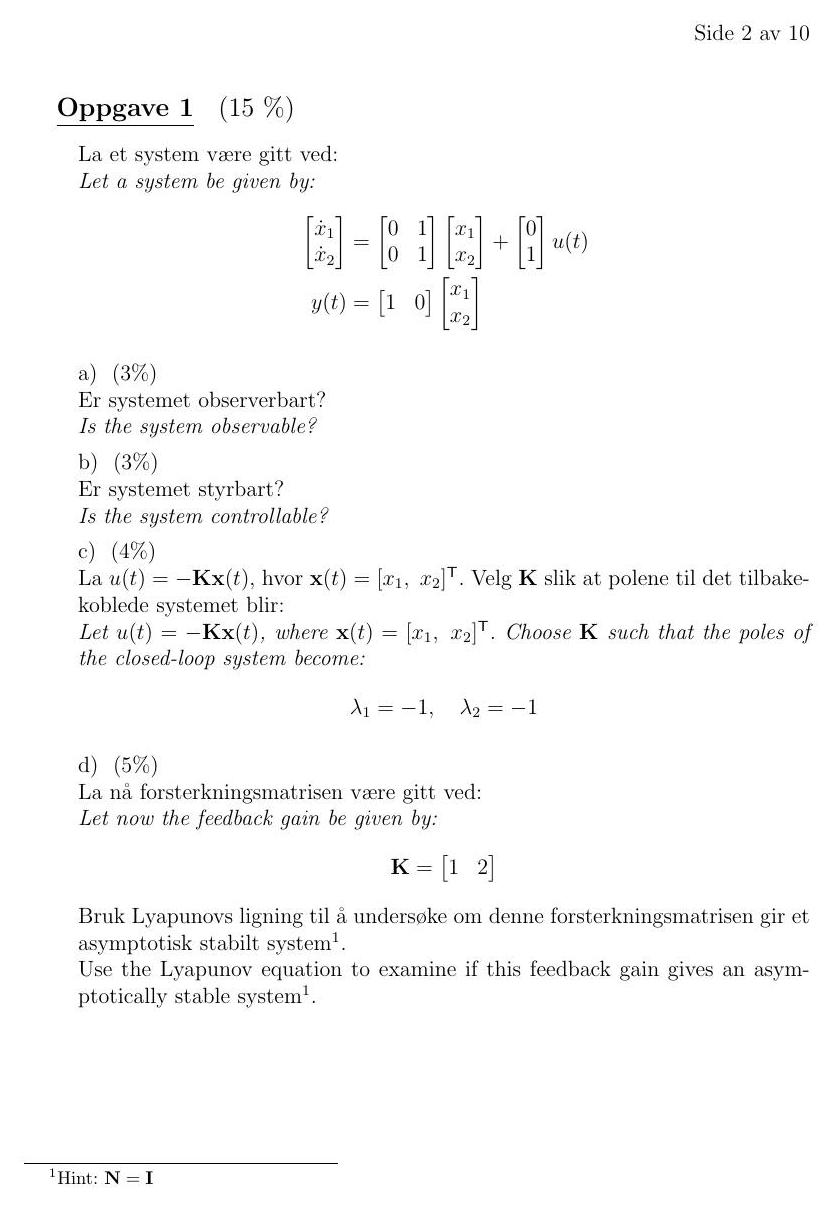 Side 2 av 10
Oppgave 1 (15 %)
La et system være gitt ved:
Let a system be given by:
[ẋ₁; ẋ₂] = [0 1; 0 1] [x₁; x₂] + [0; 1] u(t)
y(t) = [1 0] [x₁; x₂]
a) (3%)
Er systemet observerbart?
Is the system observable?
b) (3%)
Er systemet styrbart?
Is the system controllable?
c) (4%)
La u(t) = −Kx(t), hvor x(t) = [x₁, x₂]ᵀ. Velg K slik at polene til det tilbake-
koblede systemet blir:
Let u(t) = −Kx(t), where x(t) = [x₁, x₂]ᵀ. Choose K such that the poles of
the closed-loop system become:
λ₁ = −1, λ₂ = −1
d) (5%)
La nå forsterkningsmatrisen være gitt ved:
Let now the feedback gain be given by:
K = [1 2]
Bruk Lyapunovs ligning til å undersøke om denne forsterkningsmatrisen gir et
asymptotisk stabilt system¹.
Use the Lyapunov equation to examine if this feedback gain gives an asym-
ptotically stable system¹.
¹Hint: N = I